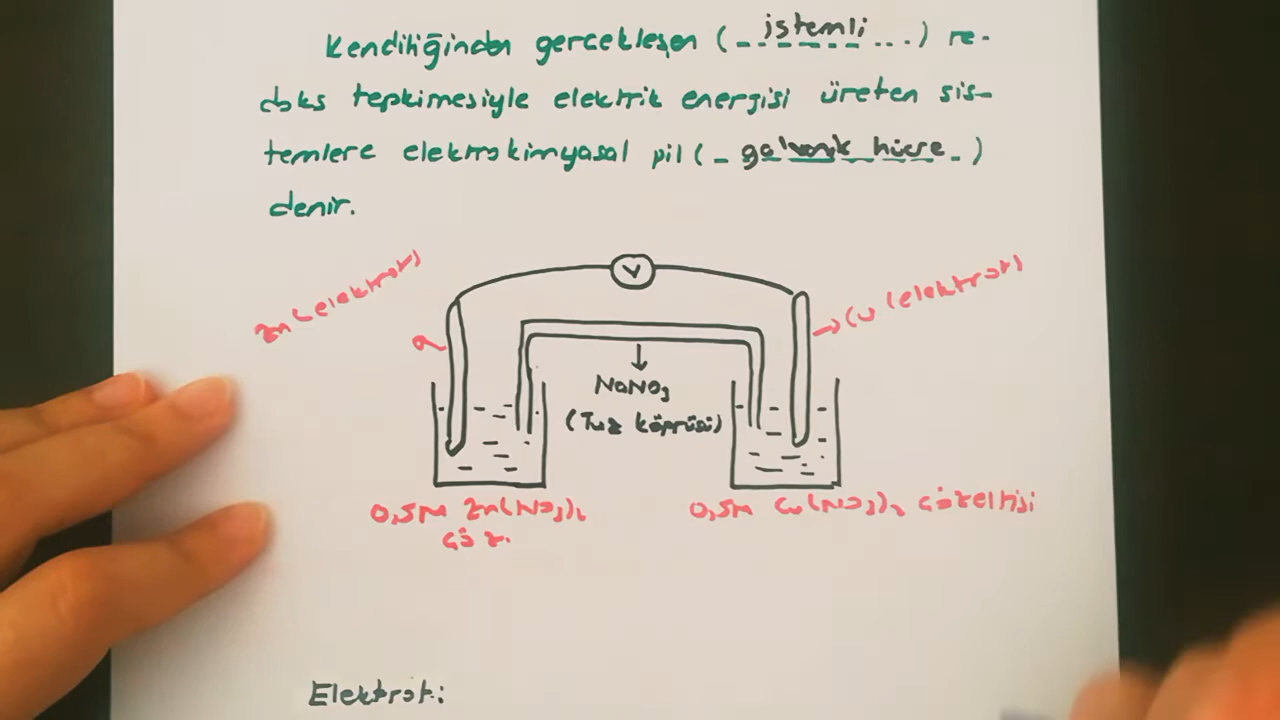 Kendiliğinden gerçekleşen (_istemli...) re-
doks tepkimesiyle elektrik enerjisi üreten sis-
temlere elektrokimyasal pil (_ galvanik hücre _)
denir.
V
Zn (elektrot)
→Cu (elektrot)
NaNO3
(Tuz köprüsü)
0,5M Zn(NO3)2
çöz.
0,5M Cu(NO3)2 çözeltisi
Elektrot: